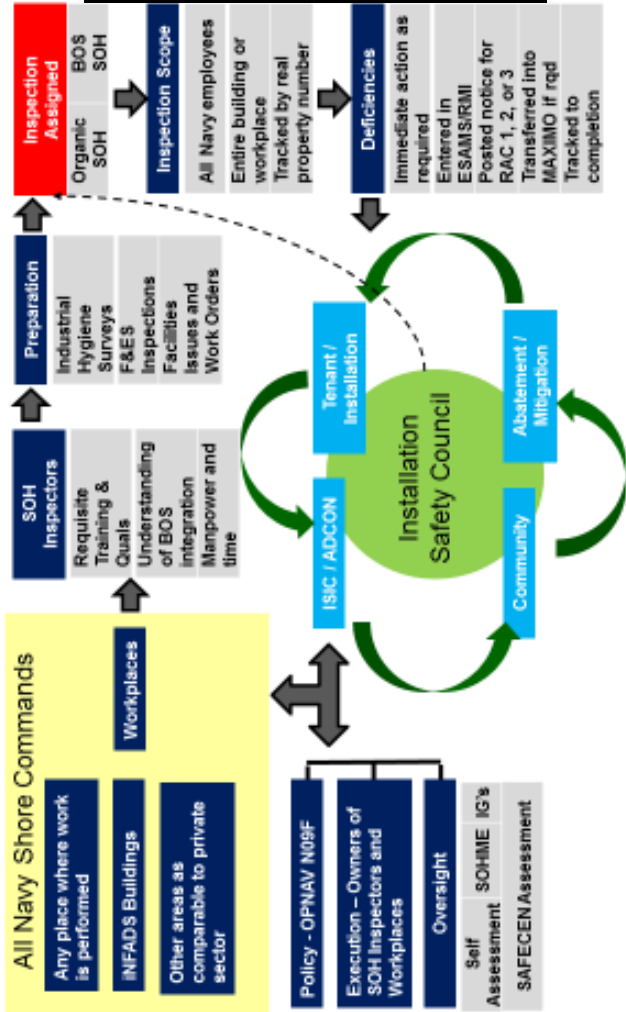 All Navy Shore Commands
Any place where work
is performed
iNFADS Buildings
Other areas as
comparable to private
sector
Workplaces
SOH
Inspectors
Requisite
Training &
Quals
Understanding
of BOS
integration
Manpower and
time
Preparation
Industrial
Hygiene
Surveys
F&ES
Inspections
Facilities
Issues and
Work Orders
Inspection
Assigned
Organic
SOH
BOS
SOH
Inspection Scope
All Navy employees
Entire building or
workplace
Tracked by real
property number
Deficiencies
Immediate action as
required
Entered in
ESAMS/RMI
Posted notice for
RAC 1, 2, or 3
Transferred into
MAXIMO if rqd
Tracked to
completion
Policy - OPNAV N09F
Execution – Owners of
SOH Inspectors and
Workplaces
Oversight
Self
Assessment
SOHME
IG's
SAFECEN Assessment
ISIC / ADCON
Tenant /
Installation
Installation
Safety Council
Community
Abatement /
Mitigation